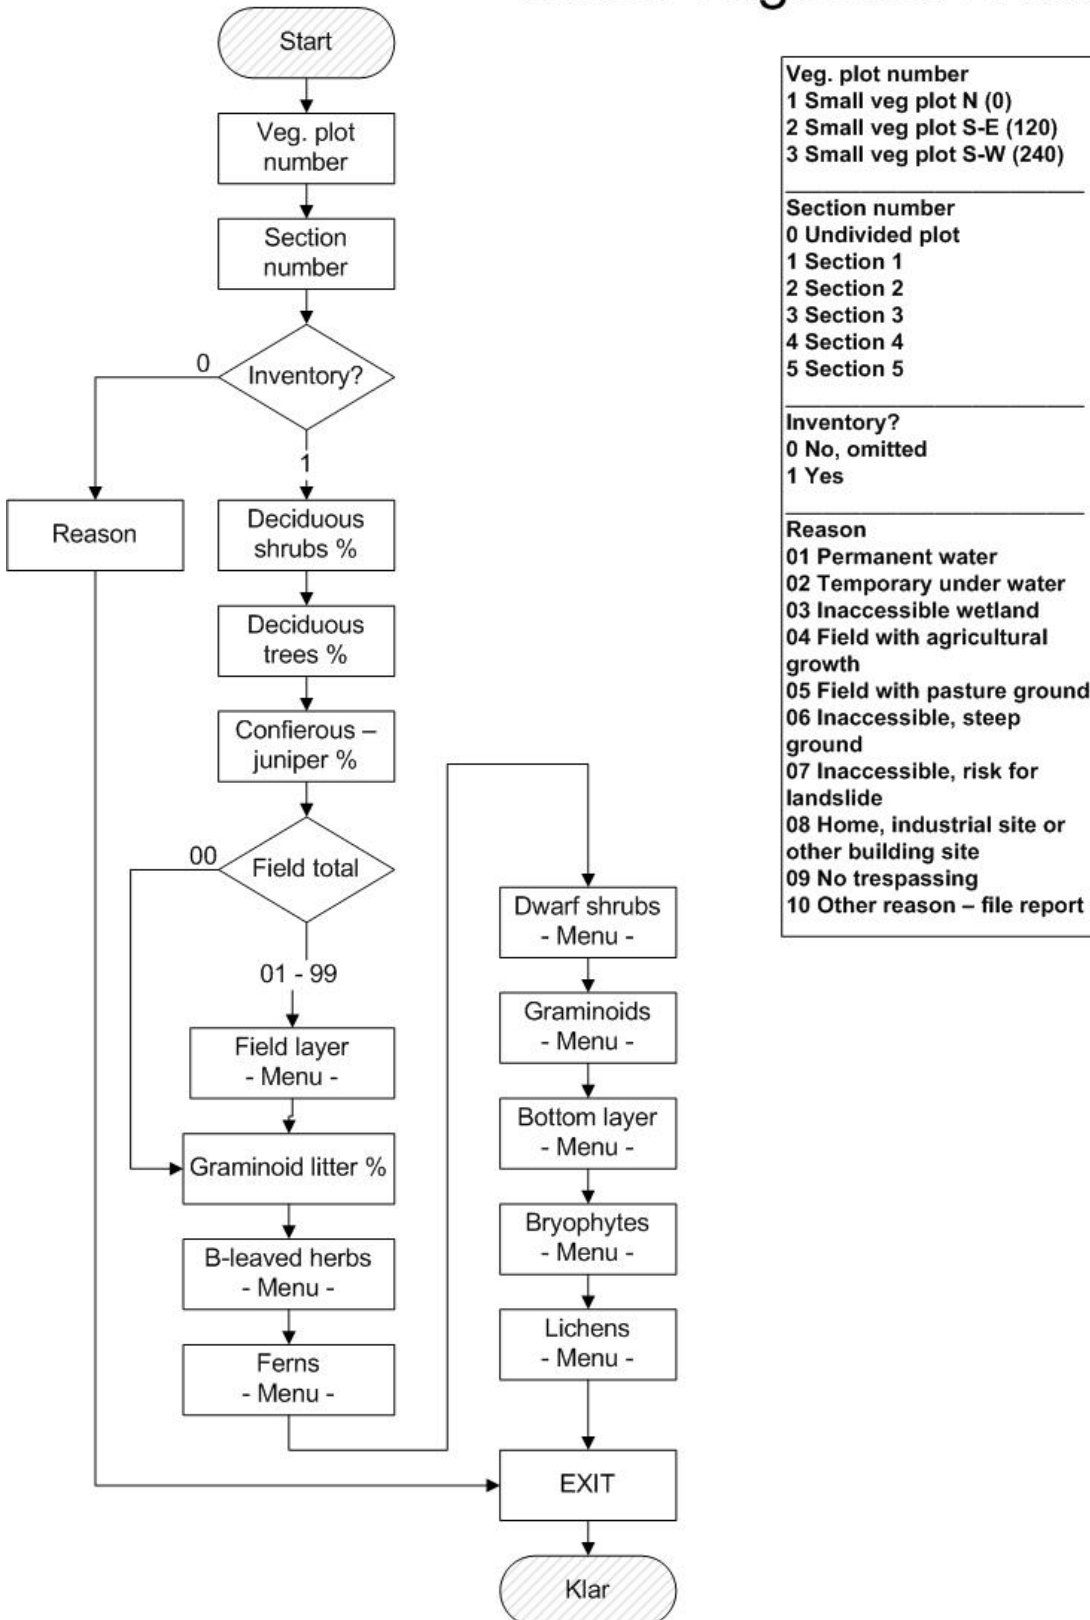 Start
Veg. plot
number
Section
number
Inventory?
0
1
Reason
Deciduous
shrubs %
Deciduous
trees %
Confierous –
juniper %
Field total
00
01 - 99
Field layer
- Menu -
Graminoid litter %
B-leaved herbs
- Menu -
Ferns
- Menu -
Dwarf shrubs
- Menu -
Graminoids
- Menu -
Bottom layer
- Menu -
Bryophytes
- Menu -
Lichens
- Menu -
EXIT
Klar
Veg. plot number
1 Small veg plot N (0)
2 Small veg plot S-E (120)
3 Small veg plot S-W (240)
Section number
0 Undivided plot
1 Section 1
2 Section 2
3 Section 3
4 Section 4
5 Section 5
Inventory?
0 No, omitted
1 Yes
Reason
01 Permanent water
02 Temporary under water
03 Inaccessible wetland
04 Field with agricultural
growth
05 Field with pasture ground
06 Inaccessible, steep
ground
07 Inaccessible, risk for
landslide
08 Home, industrial site or
other building site
09 No trespassing
10 Other reason – file report